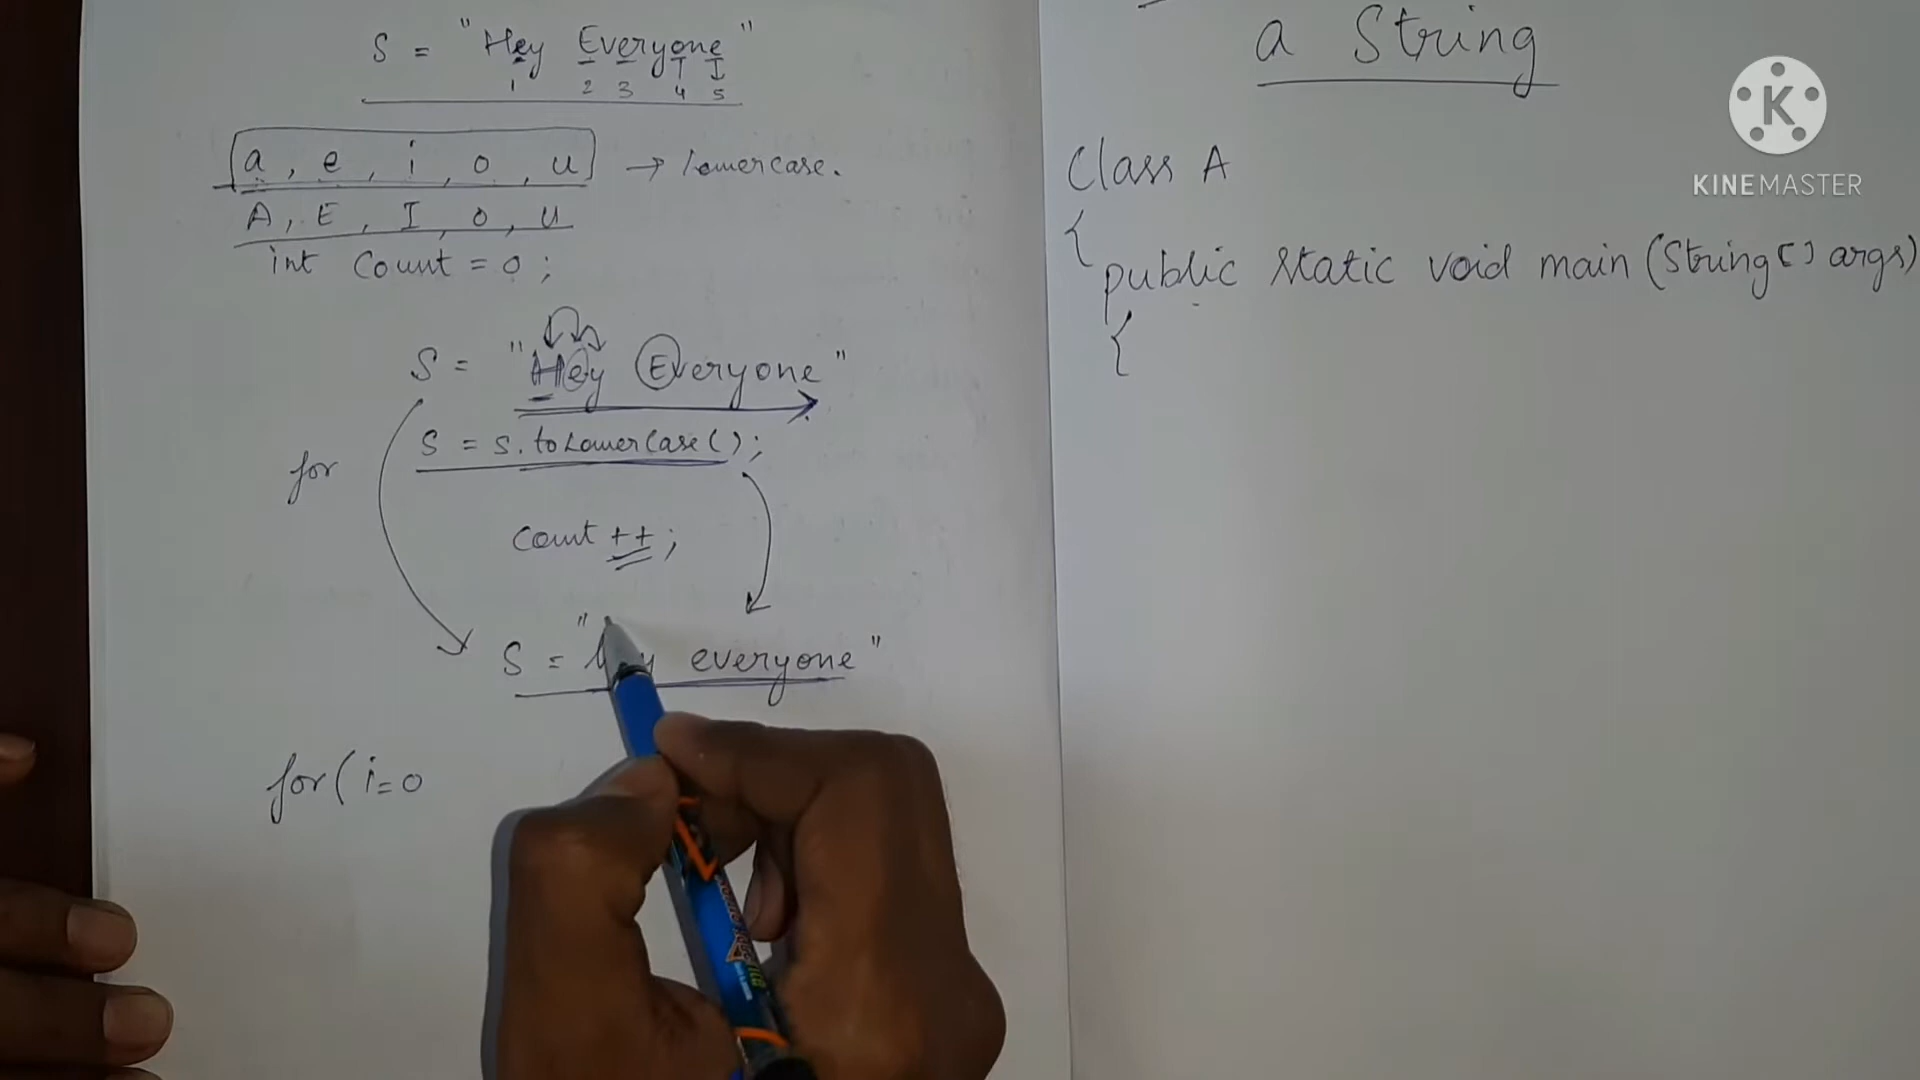 S = "Hey Everyone"
1 2 3 4 5
a, e, i, o, u → Lowercase.
A, E, I, O, U
int Count = 0;
S = "Hey Everyone"
S = s.toLowerCase();
for
Count ++;
S = " everyone"
for( i=0
a String
Class A
{
public static void main (String[] args)
{
K
KINEMASTER